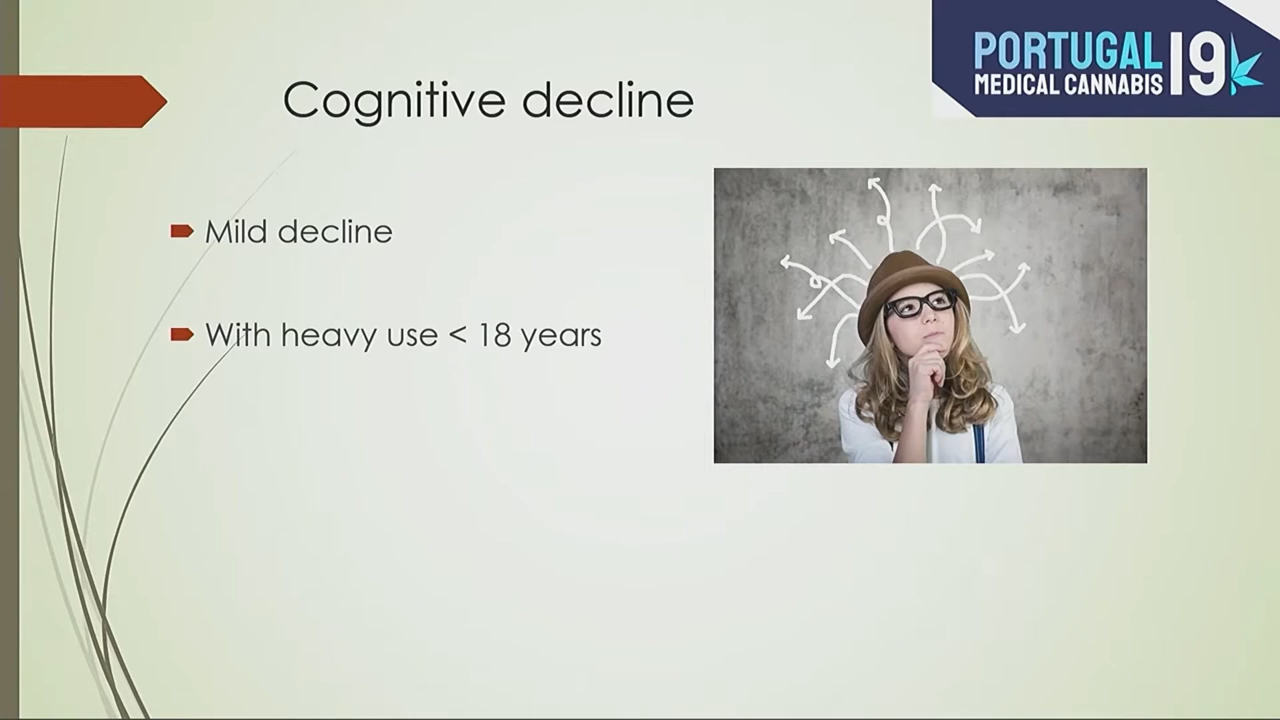 PORTUGAL 19
MEDICAL CANNABIS
Cognitive decline
Mild decline
With heavy use < 18 years